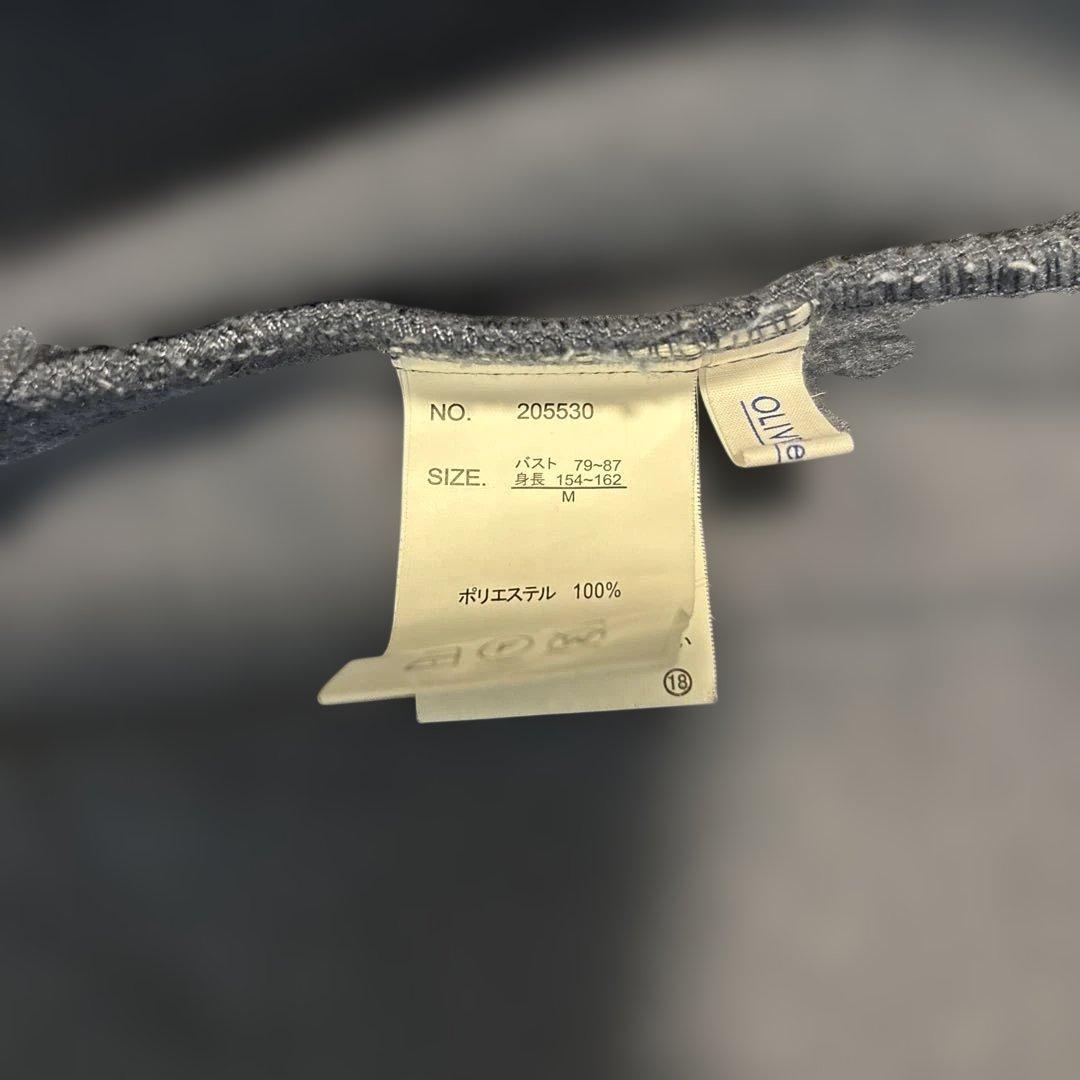 NO. 205530
SIZE. バスト 79~87
身長 154~162
M
ポリエステル 100%
い
⑱
OLIVE